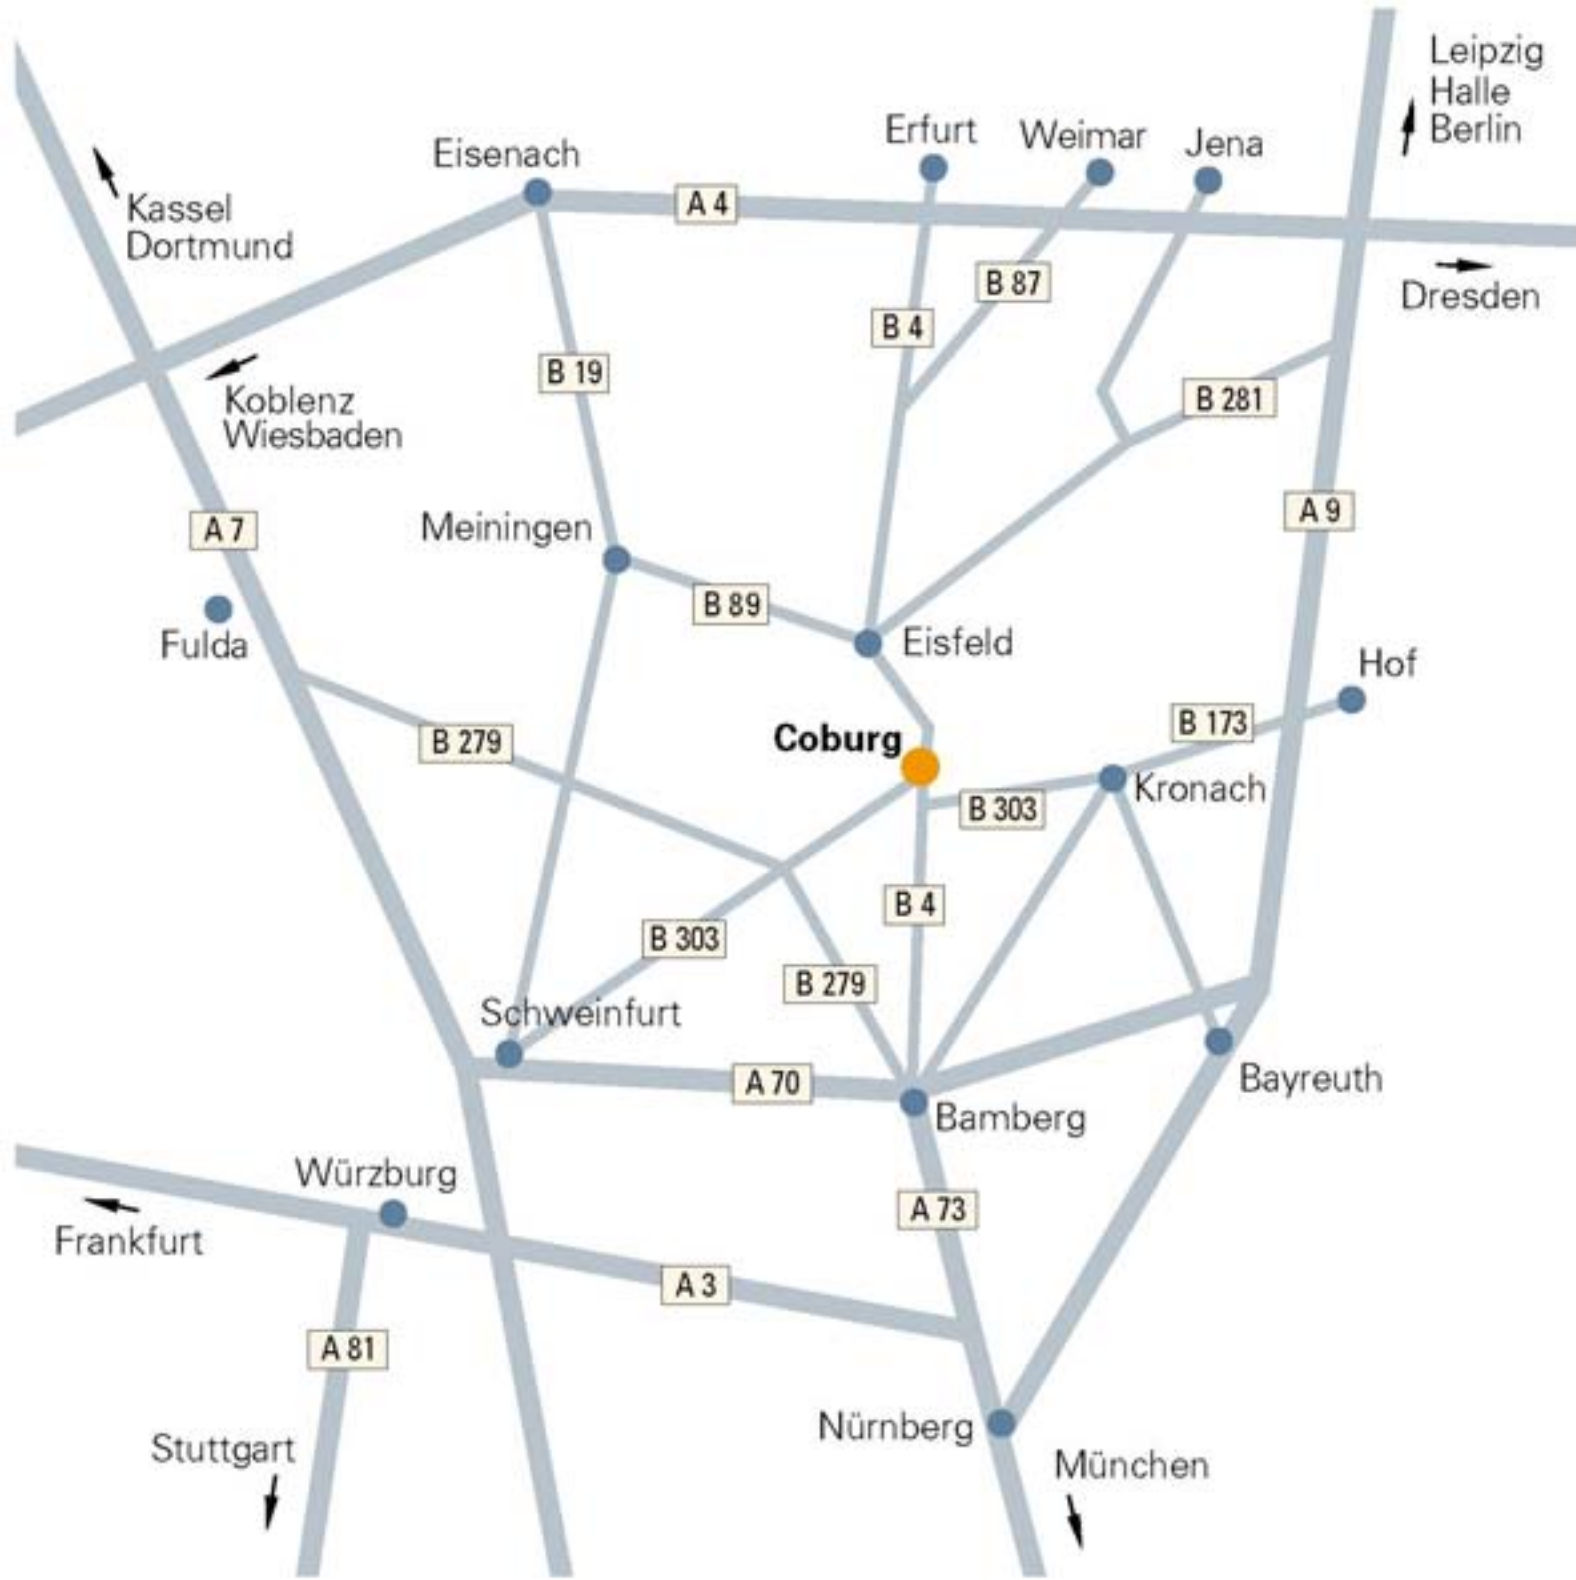 Leipzig
Halle
Berlin
Erfurt
Weimar
Jena
Eisenach
A 4
Kassel
Dortmund
Dresden
B 87
B 4
B 19
Koblenz
Wiesbaden
B 281
A 7
A 9
Meiningen
B 89
Fulda
Eisfeld
Hof
B 173
B 279
Coburg
Kronach
B 303
B 4
B 303
B 279
Schweinfurt
A 70
Bayreuth
Bamberg
Würzburg
A 73
Frankfurt
A 3
A 81
Nürnberg
Stuttgart
München